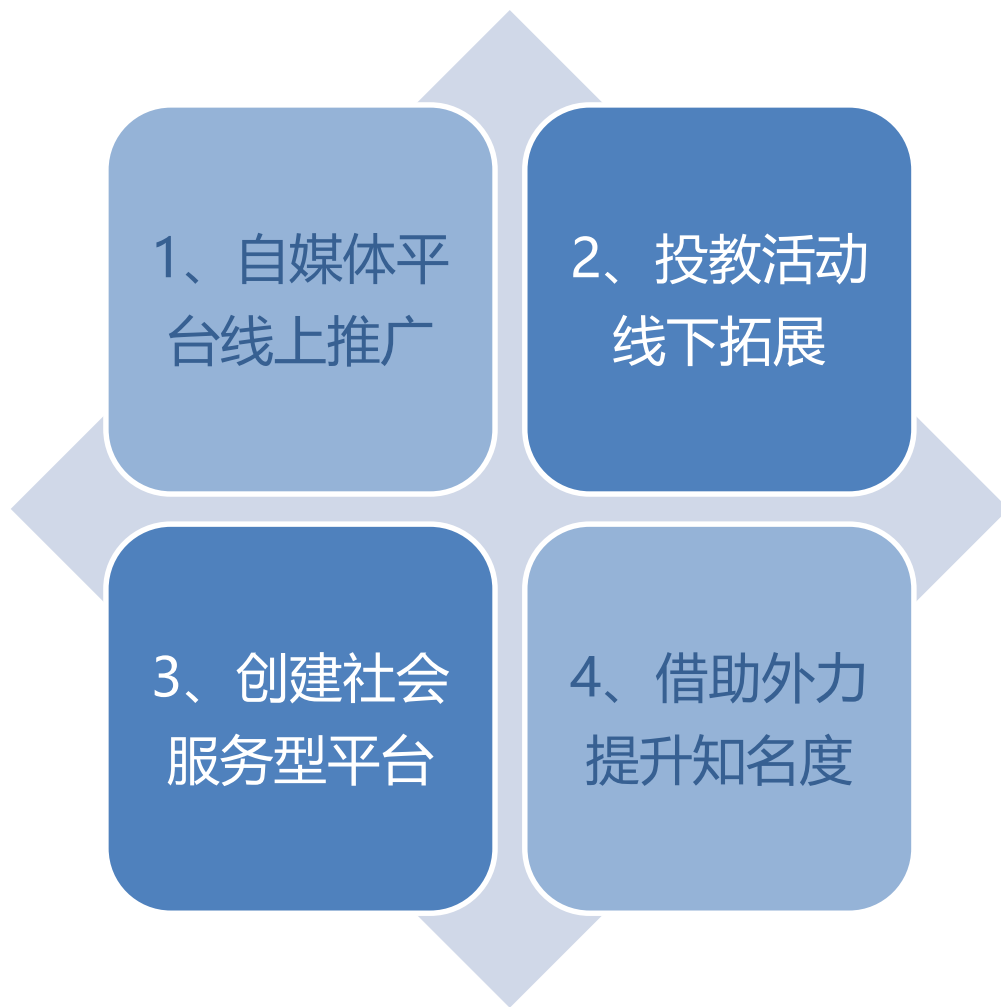 1、自媒体平
台线上推广
2、投教活动
线下拓展
3、创建社会
服务型平台
4、借助外力
提升知名度